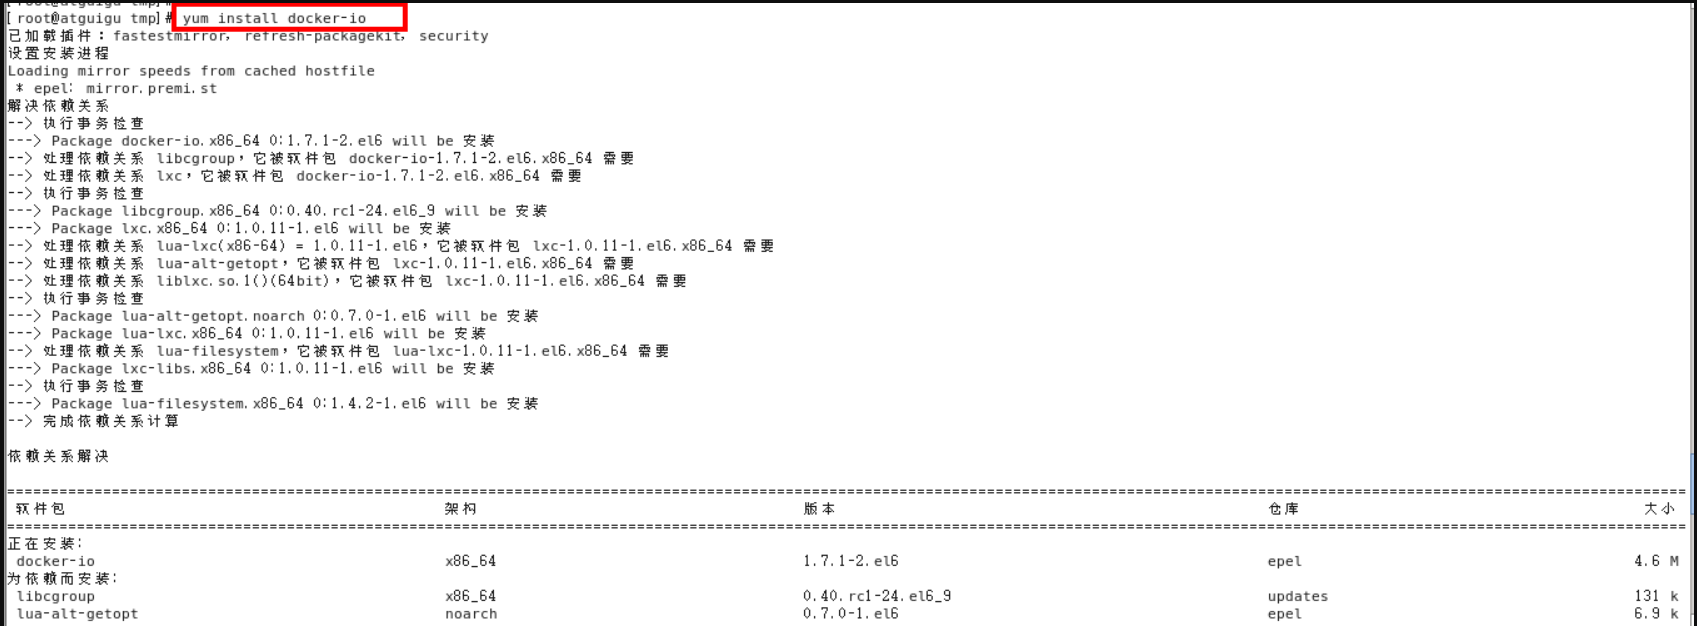 [ root@atguigu tmp] #
[ root@atguigu tmp] # yum install docker-io
已加载插件：fastestmirror, refresh-packagekit, security
设置安装进程
Loading mirror speeds from cached hostfile
 * epel: mirror.premi.st
解决依赖关系
--> 执行事务检查
---> Package docker-io.x86_64 0:1.7.1-2.el6 will be 安装
--> 处理依赖关系 libcgroup，它被软件包 docker-io-1.7.1-2.el6.x86_64 需要
--> 处理依赖关系 lxc，它被软件包 docker-io-1.7.1-2.el6.x86_64 需要
--> 执行事务检查
---> Package libcgroup.x86_64 0:0.40.rc1-24.el6_9 will be 安装
---> Package lxc.x86_64 0:1.0.11-1.el6 will be 安装
--> 处理依赖关系 lua-lxc(x86-64) = 1.0.11-1.el6，它被软件包 lxc-1.0.11-1.el6.x86_64 需要
--> 处理依赖关系 lua-alt-getopt，它被软件包 lxc-1.0.11-1.el6.x86_64 需要
--> 处理依赖关系 liblxc.so.1()(64bit)，它被软件包 lxc-1.0.11-1.el6.x86_64 需要
--> 执行事务检查
---> Package lua-alt-getopt.noarch 0:0.7.0-1.el6 will be 安装
---> Package lua-lxc.x86_64 0:1.0.11-1.el6 will be 安装
--> 处理依赖关系 lua-filesystem，它被软件包 lua-lxc-1.0.11-1.el6.x86_64 需要
---> Package lxc-libs.x86_64 0:1.0.11-1.el6 will be 安装
--> 执行事务检查
---> Package lua-filesystem.x86_64 0:1.4.2-1.el6 will be 安装
--> 完成依赖关系计算
依赖关系解决
软件包 架构 版本 仓库 大小
正在安装:
docker-io x86_64 1.7.1-2.el6 epel 4.6 M
为依赖而安装:
libcgroup x86_64 0.40.rc1-24.el6_9 updates 131 k
lua-alt-getopt noarch 0.7.0-1.el6 epel 6.9 k